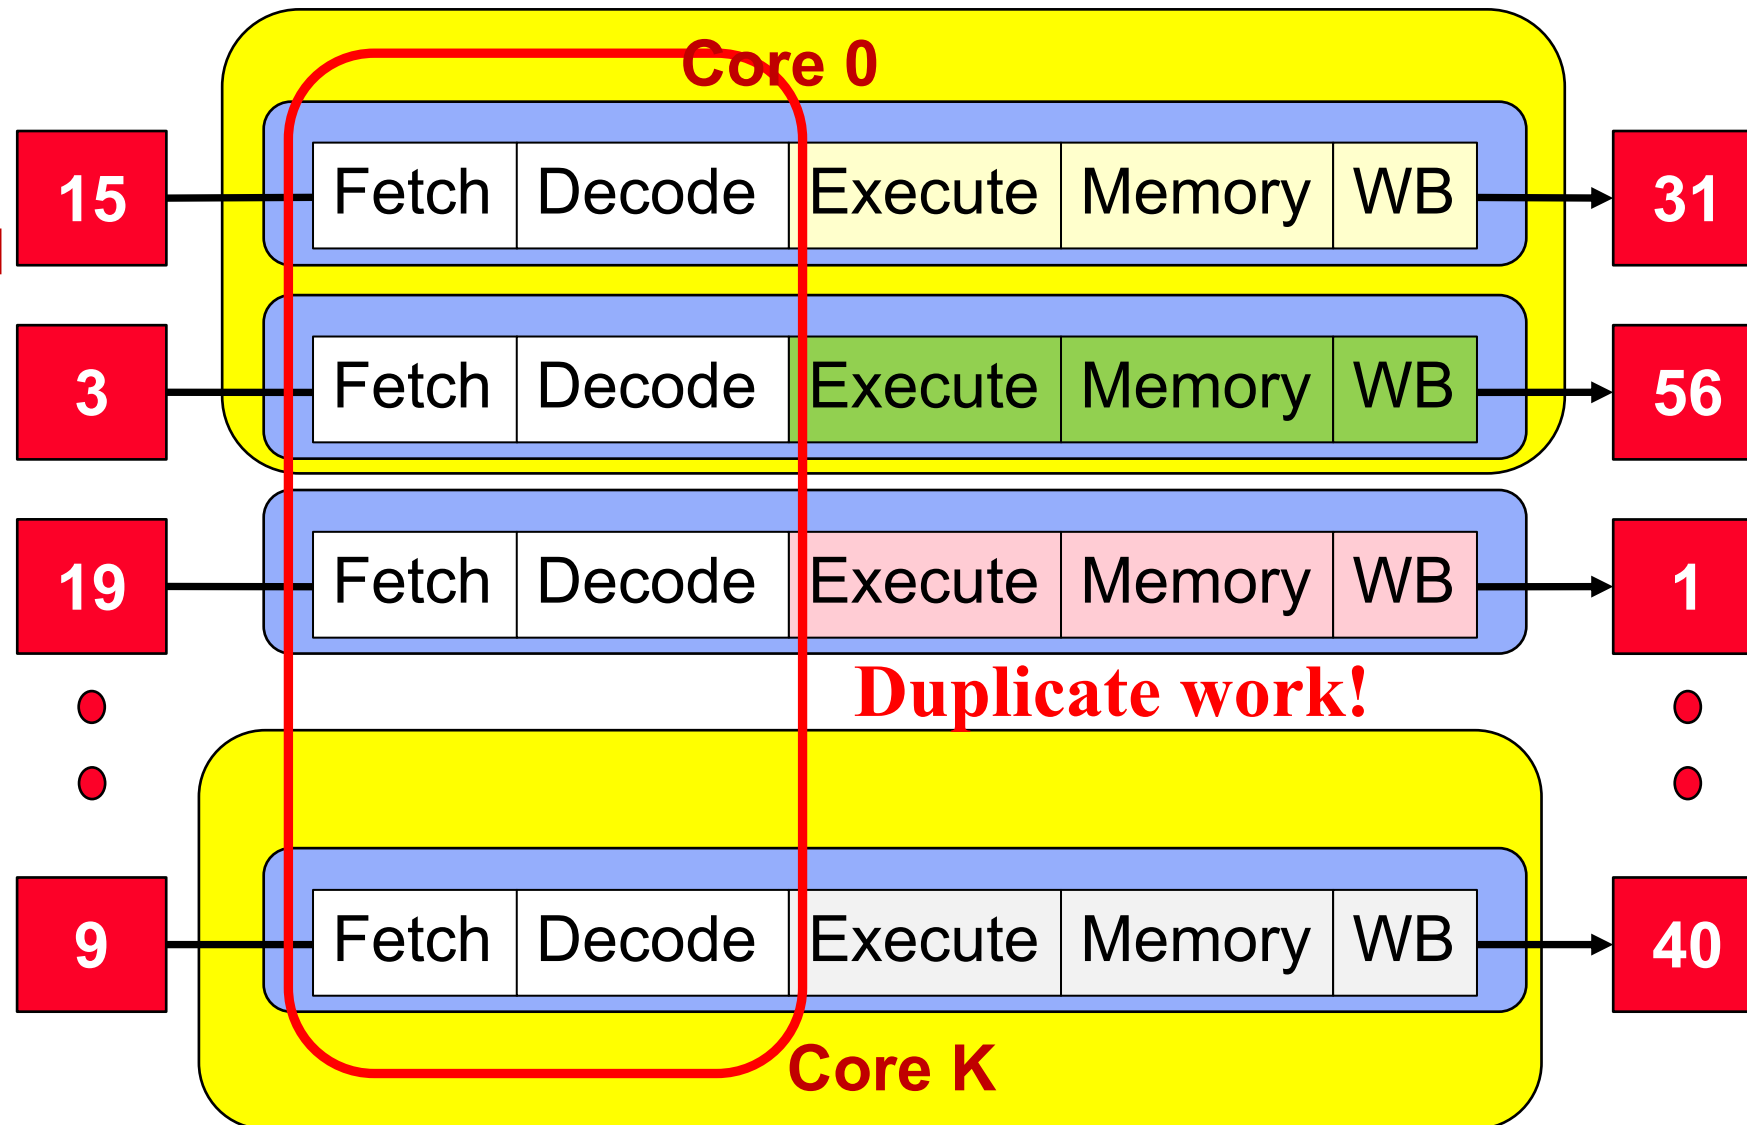 Core 0
15 Fetch Decode Execute Memory WB 31
3 Fetch Decode Execute Memory WB 56
19 Fetch Decode Execute Memory WB 1
Duplicate work!
9 Fetch Decode Execute Memory WB 40
Core K